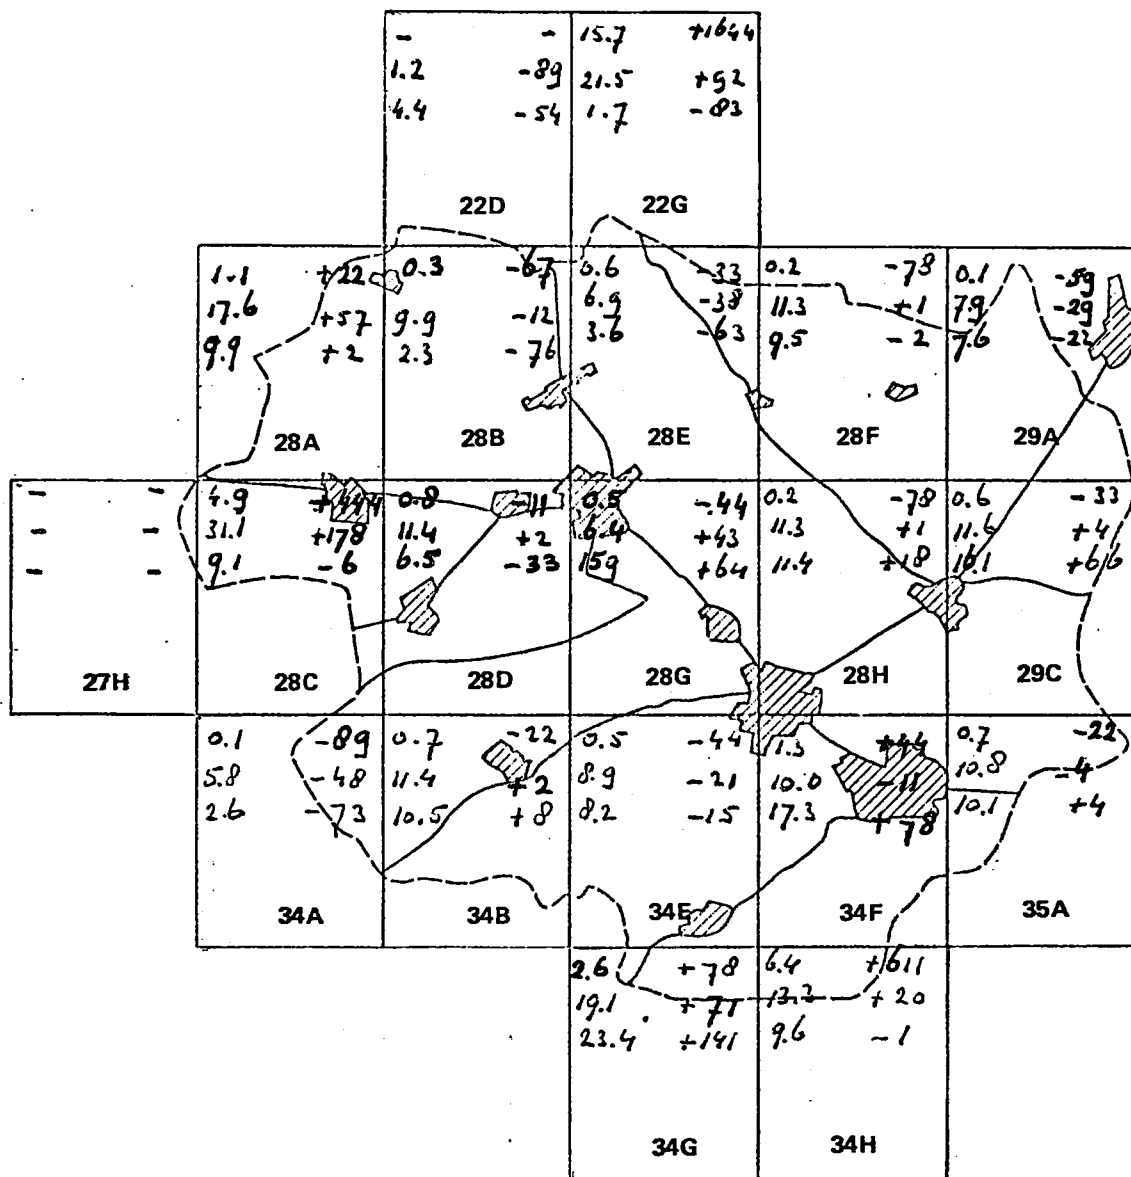 - - 15.7 +1644
1.2 -89 21.5 +92
4.4 -54 1.7 -83
22D 22G
1.1 +22 0.3 -67 0.6 -33 0.2 -78 0.1 -59
17.6 +57 9.9 -12 6.9 -38 11.3 +1 7.9 -29
9.9 +2 2.3 -76 3.6 -63 9.5 -2 7.6 -22
28A 28B 28E 28F 29A
- - 4.9 0.8 -11 0.5 -44 0.2 -78 0.6 -33
- - 31.1 +178 11.4 +2 6.4 +43 11.3 +1 11.6 +4
- - 9.1 -6 6.5 -33 159 +64 11.4 +18 16.1 +66
27H 28C 28D 28G 28H 29C
0.1 -89 0.7 -22 0.5 -44 1.3 +44 0.7 -22
5.8 -48 11.4 +2 8.9 -21 10.0 -11 10.8 -4
2.6 -73 10.5 +8 8.2 -15 17.3 +78 10.1 +4
34A 34B 34E 34F 35A
2.6 +78 6.4 +611
19.1 +71 +20
23.4 +141 9.6 -1
34G 34H